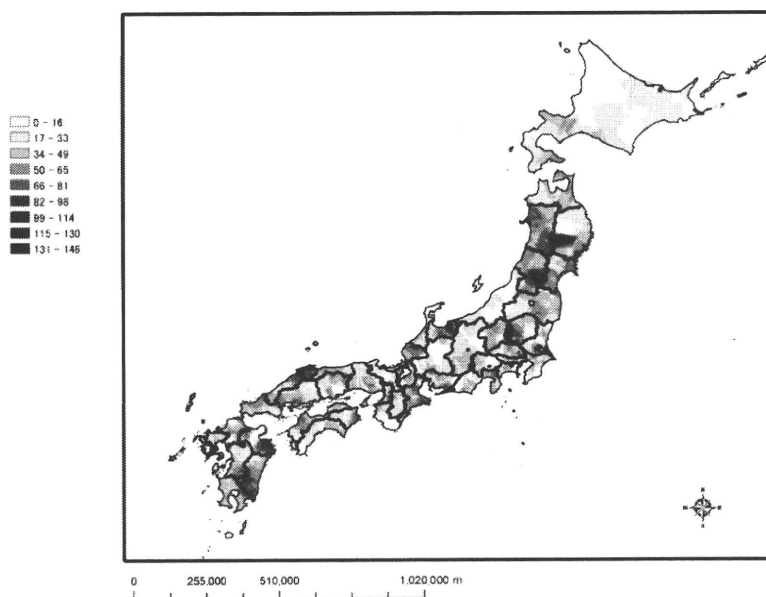 0 - 16
17 - 33
34 - 49
50 - 65
66 - 81
82 - 98
99 - 114
115 - 130
131 - 146
N
W
E
S
0 255,000 510,000 1,020,000 m